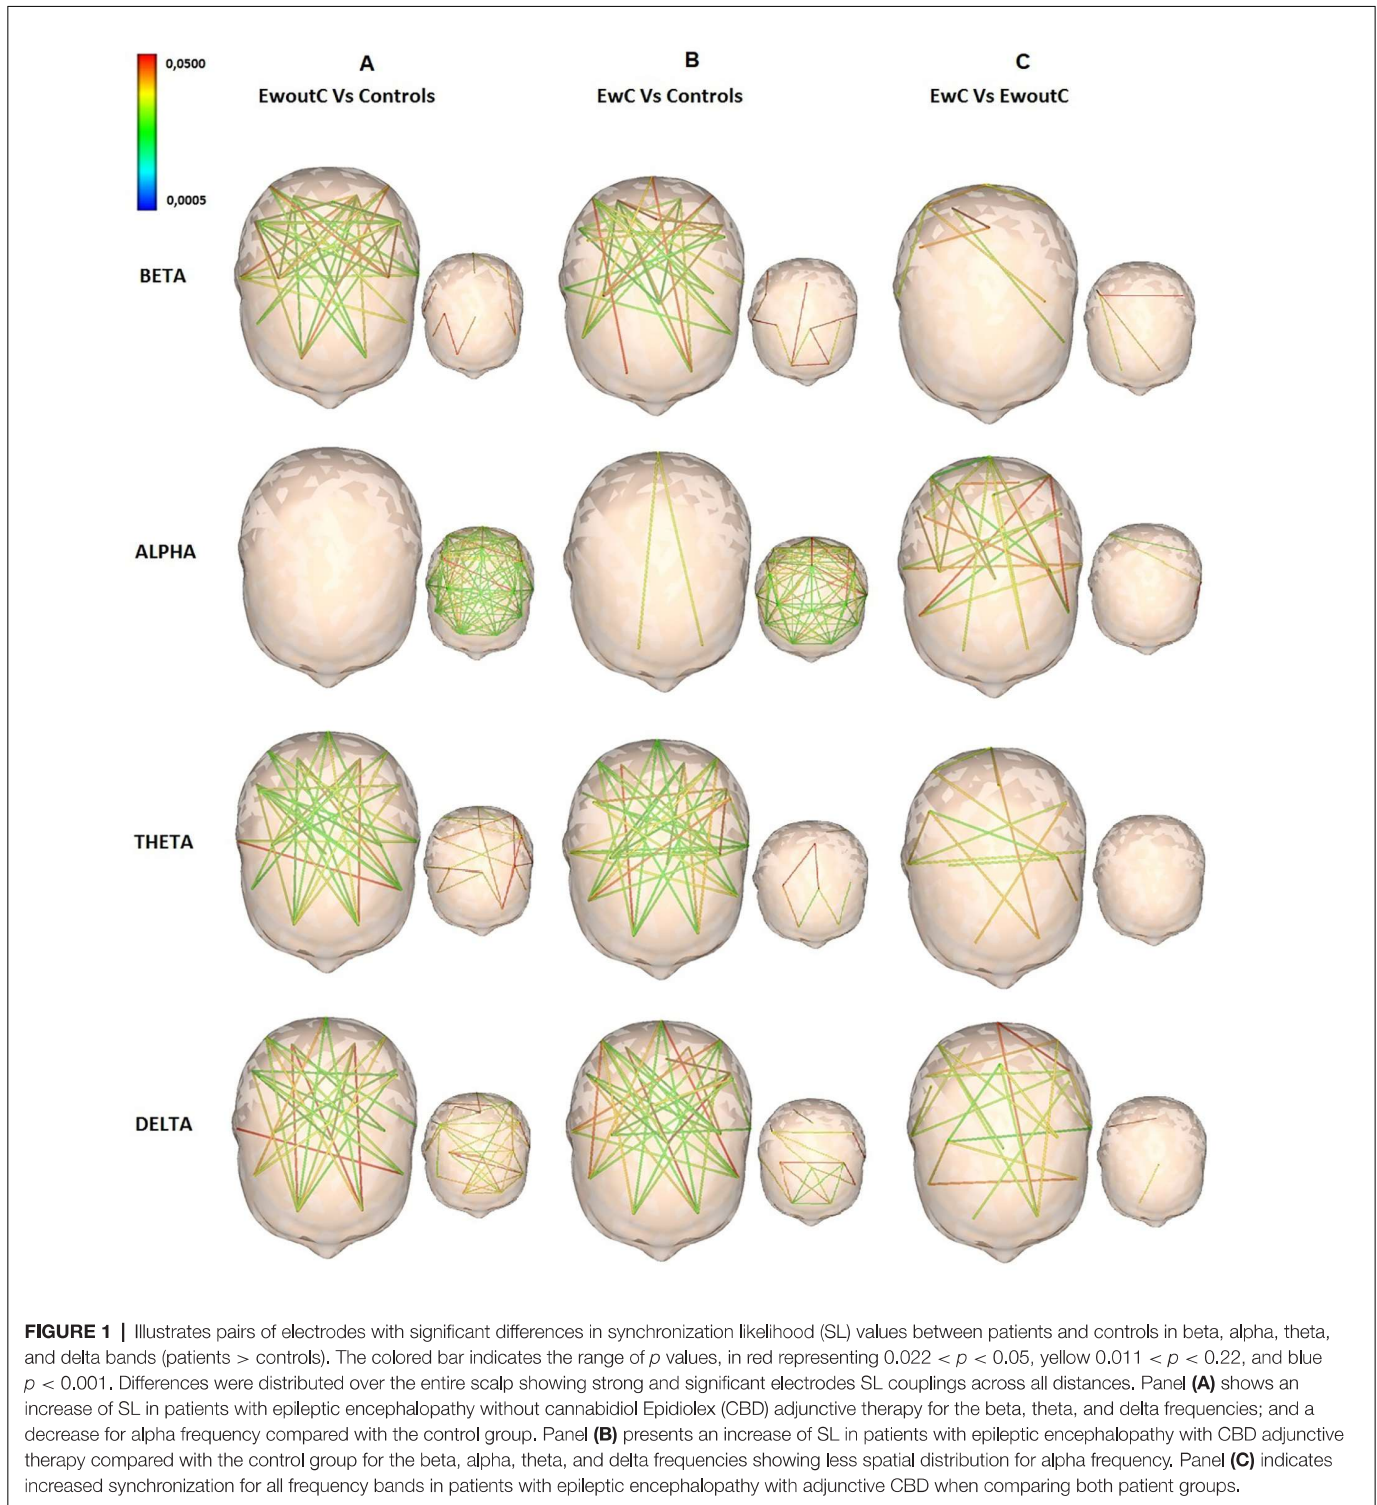 0,0500
0,0005
A
EwoutC Vs Controls
B
EwC Vs Controls
C
EwC Vs EwoutC
BETA
ALPHA
THETA
DELTA
FIGURE 1 | Illustrates pairs of electrodes with significant differences in synchronization likelihood (SL) values between patients and controls in beta, alpha, theta,
and delta bands (patients > controls). The colored bar indicates the range of p values, in red representing 0.022 < p < 0.05, yellow 0.011 < p < 0.22, and blue
p < 0.001. Differences were distributed over the entire scalp showing strong and significant electrodes SL couplings across all distances. Panel (A) shows an
increase of SL in patients with epileptic encephalopathy without cannabidiol Epidiolex (CBD) adjunctive therapy for the beta, theta, and delta frequencies; and a
decrease for alpha frequency compared with the control group. Panel (B) presents an increase of SL in patients with epileptic encephalopathy with CBD adjunctive
therapy compared with the control group for the beta, alpha, theta, and delta frequencies showing less spatial distribution for alpha frequency. Panel (C) indicates
increased synchronization for all frequency bands in patients with epileptic encephalopathy with adjunctive CBD when comparing both patient groups.